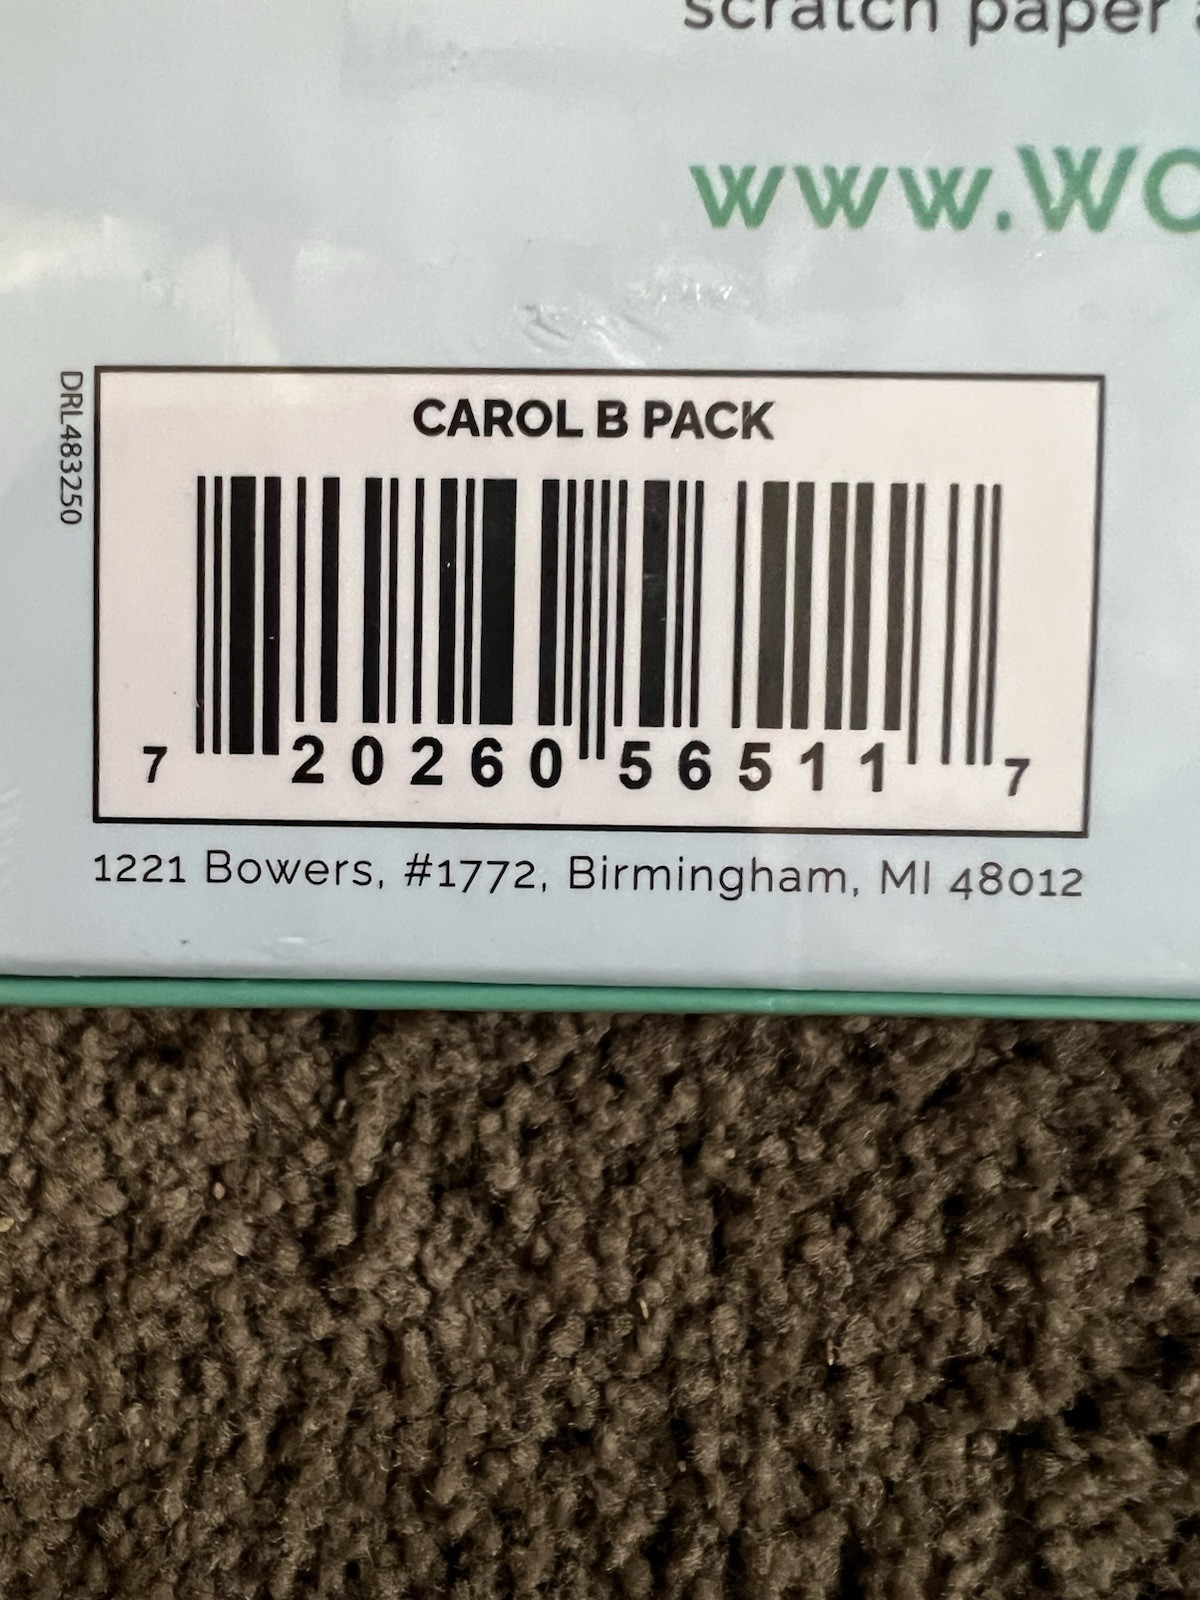 scratch paper
www.WO
DRL483250
CAROL B PACK
7 20260 56511 7
1221 Bowers, #1772, Birmingham, MI 48012